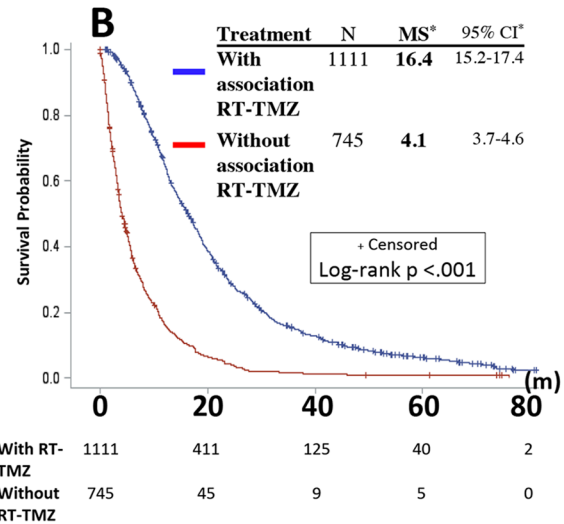 B
Treatment N MS* 95% CI*
With 1111 16.4 15.2-17.4
association
RT-TMZ
Without 745 4.1 3.7-4.6
association
RT-TMZ
Survival Probability
1.0
0.8
0.6
0.4
0.2
0.0
+ Censored
Log-rank p <.001
(m)
0 20 40 60 80
With RT- 1111 411 125 40 2
TMZ
Without 745 45 9 5 0
RT-TMZ